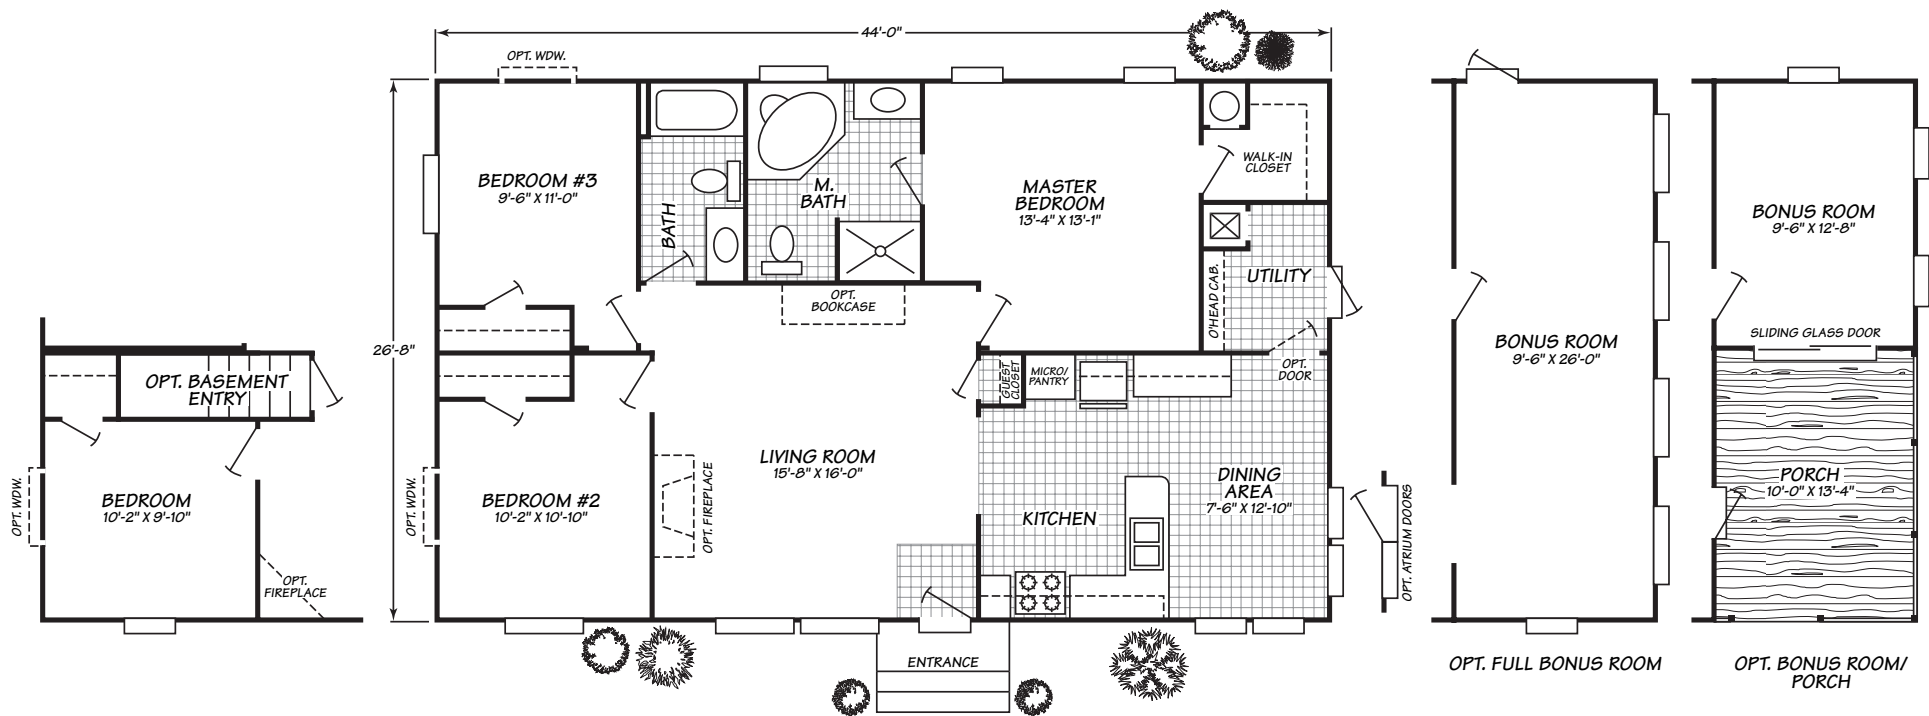 44'-0"
OPT. WDW.
26'-8"
BEDROOM #3
9'-6" X 11'-0"
BATH
M.
BATH
MASTER
BEDROOM
13'-4" X 13'-1"
WALK-IN
CLOSET
UTILITY
O'HEAD CAB.
OPT.
DOOR
OPT.
BOOKCASE
GUEST
CLOSET
MICRO/
PANTRY
LIVING ROOM
15'-8" X 16'-0"
OPT. FIREPLACE
BEDROOM #2
10'-2" X 10'-10"
OPT. WDW.
KITCHEN
DINING
AREA
7'-6" X 12'-10"
ENTRANCE
OPT. ATRIUM DOORS
OPT. BASEMENT
ENTRY
BEDROOM
10'-2" X 9'-10"
OPT. WDW.
OPT.
FIREPLACE
BONUS ROOM
9'-6" X 26'-0"
OPT. FULL BONUS ROOM
BONUS ROOM
9'-6" X 12'-8"
SLIDING GLASS DOOR
PORCH
10'-0" X 13'-4"
OPT. BONUS ROOM/
PORCH